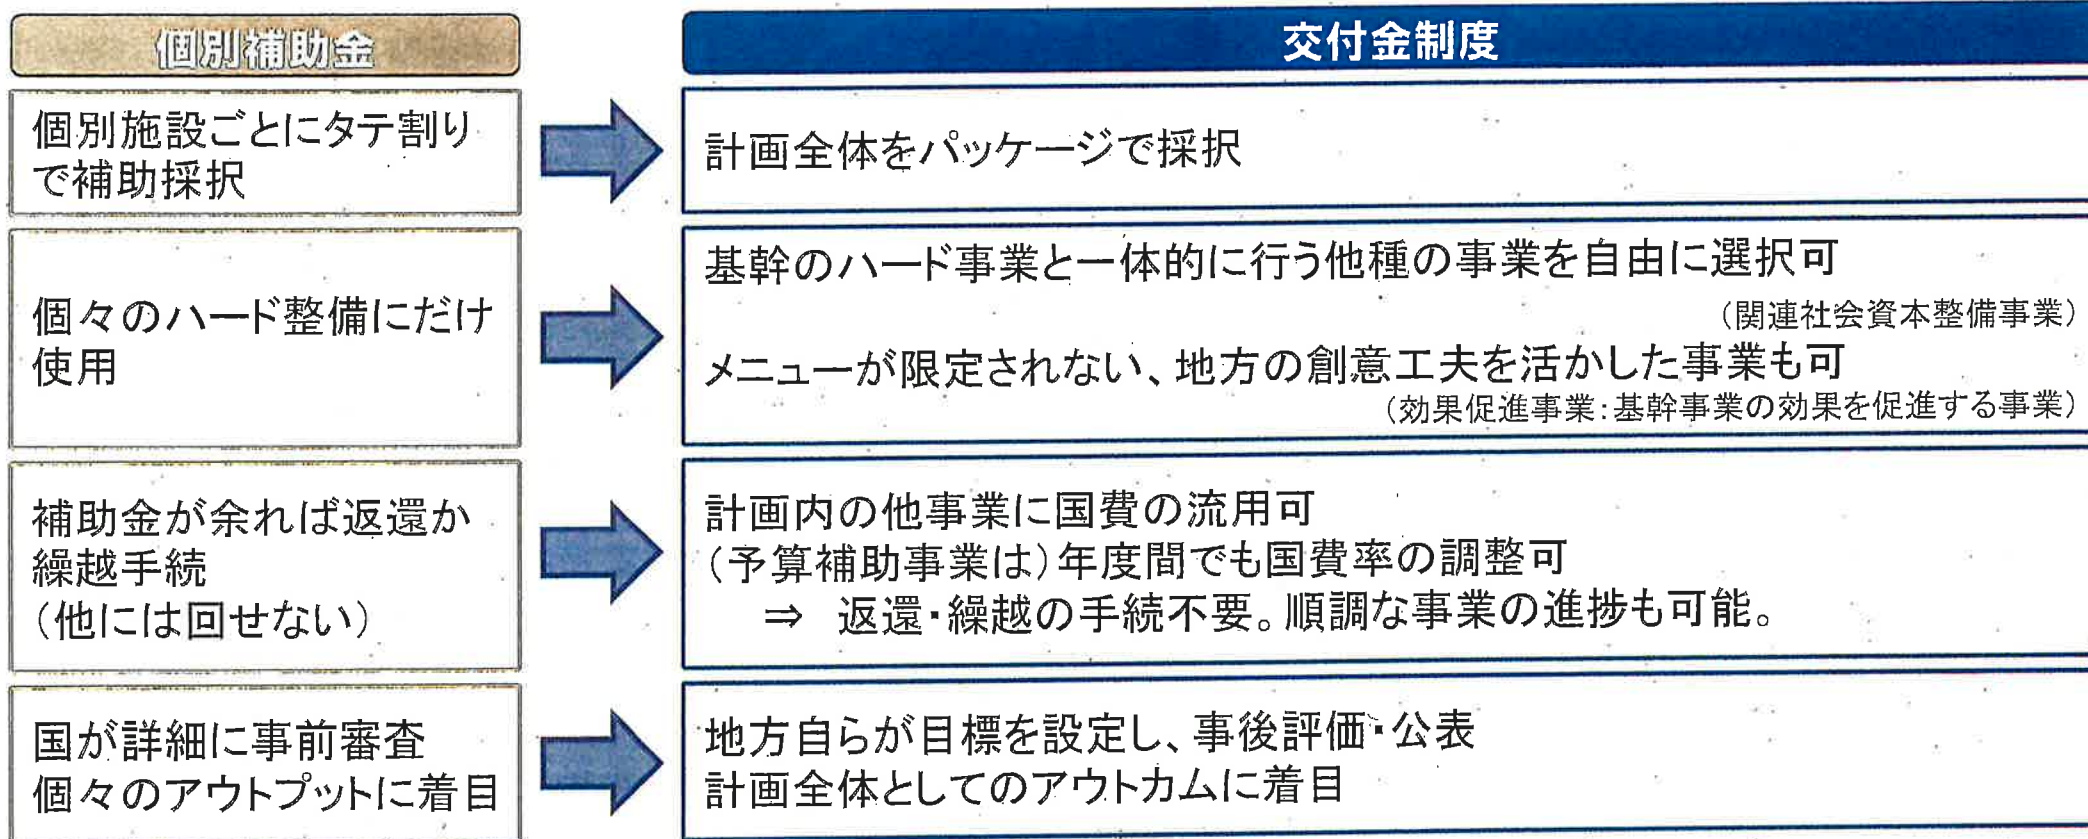 個別補助金
交付金制度
個別施設ごとにタテ割り
で補助採択
計画全体をパッケージで採択
個々のハード整備にだけ
使用
基幹のハード事業と一体的に行う他種の事業を自由に選択可
（関連社会資本整備事業）
メニューが限定されない、地方の創意工夫を活かした事業も可
（効果促進事業：基幹事業の効果を促進する事業）
補助金が余れば返還か
繰越手続
（他には回せない）
計画内の他事業に国費の流用可
（予算補助事業は）年度間でも国費率の調整可
⇒ 返還・繰越の手続不要。順調な事業の進捗も可能。
国が詳細に事前審査
個々のアウトプットに着目
地方自らが目標を設定し、事後評価・公表
計画全体としてのアウトカムに着目